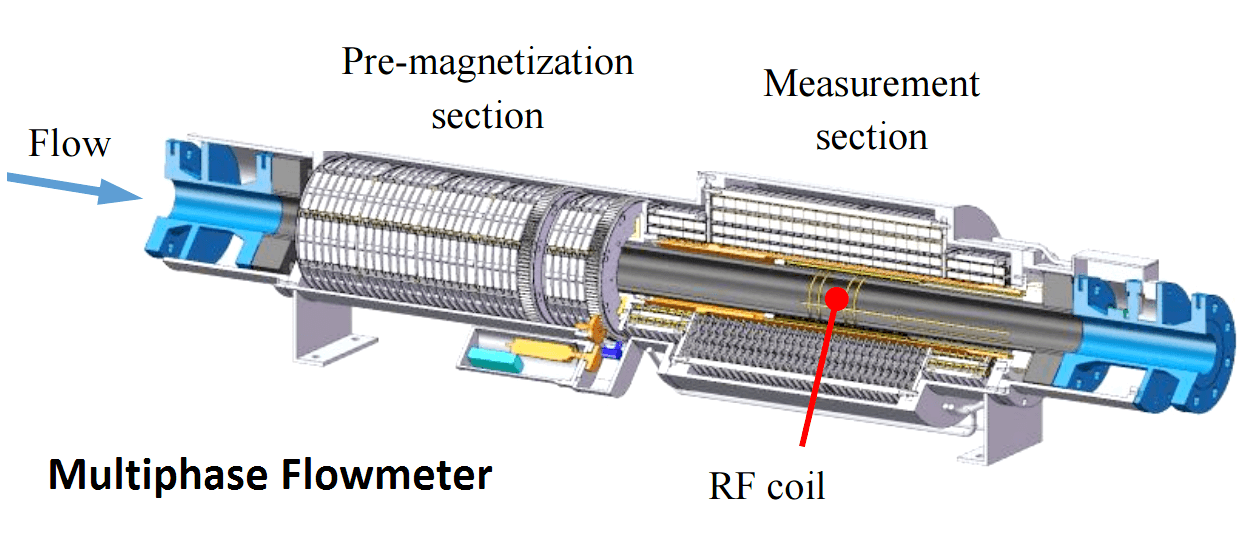 Pre-magnetization
section
Measurement
section
Flow
RF coil
Multiphase Flowmeter